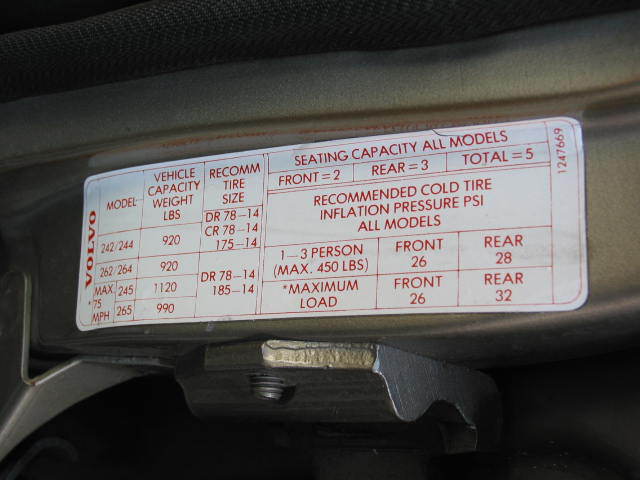 VOLVO
MODEL
VEHICLE
CAPACITY
WEIGHT
LBS
RECOMM
TIRE
SIZE
242/244
920
DR 78-14
CR 78-14
175-14
262/264
920
DR 78-14
185-14
MAX.
*75
MPH
245
1120
265
990
SEATING CAPACITY ALL MODELS
FRONT=2
REAR=3
TOTAL=5
RECOMMENDED COLD TIRE
INFLATION PRESSURE PSI
ALL MODELS
1-3 PERSON
(MAX. 450 LBS)
FRONT
26
REAR
28
*MAXIMUM
LOAD
FRONT
26
REAR
32
1247669